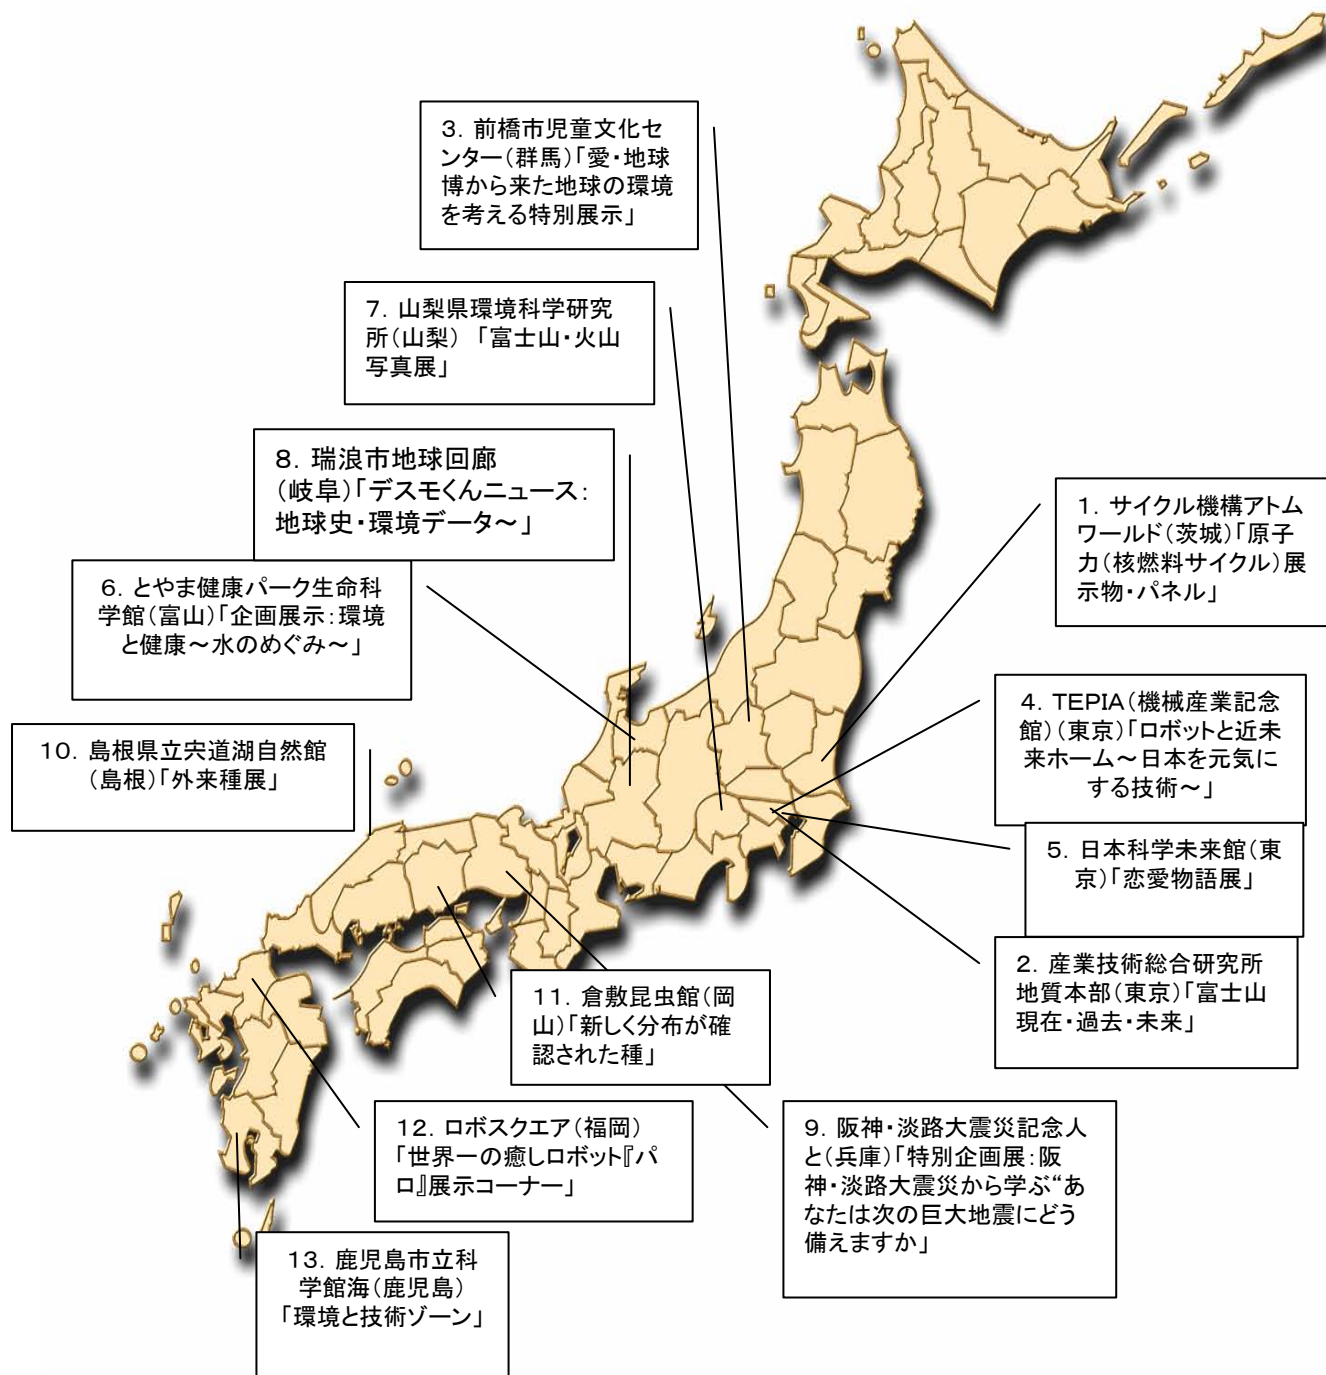 3. 前橋市児童文化セ
ンター(群馬)「愛・地球
博から来た地球の環境
を考える特別展示」
7. 山梨県環境科学研究
所(山梨) 「富士山・火山
写真展」
8. 瑞浪市地球回廊
(岐阜)「デスモくんニュース:
地球史・環境データ～」
1. サイクル機構アトム
ワールド(茨城)「原子
力(核燃料サイクル)展
示物・パネル」
6. とやま健康パーク生命科
学館(富山)「企画展示:環境
と健康～水のめぐみ～」
4. TEPIA(機械産業記念
館)(東京)「ロボットと近未
来ホーム～日本を元気に
する技術～」
10. 島根県立宍道湖自然館
(島根)「外来種展」
5. 日本科学未来館(東
京)「恋愛物語展」
2. 産業技術総合研究所
地質本部(東京)「富士山
現在・過去・未来」
11. 倉敷昆虫館(岡
山)「新しく分布が確
認された種」
12. ロボスクエア(福岡)
「世界一の癒しロボット『パ
ロ』展示コーナー」
9. 阪神・淡路大震災記念人
と(兵庫)「特別企画展:阪
神・淡路大震災から学ぶ“あ
なたは次の巨大地震にどう
備えますか」
13. 鹿児島市立科
学館海(鹿児島)
「環境と技術ゾーン」